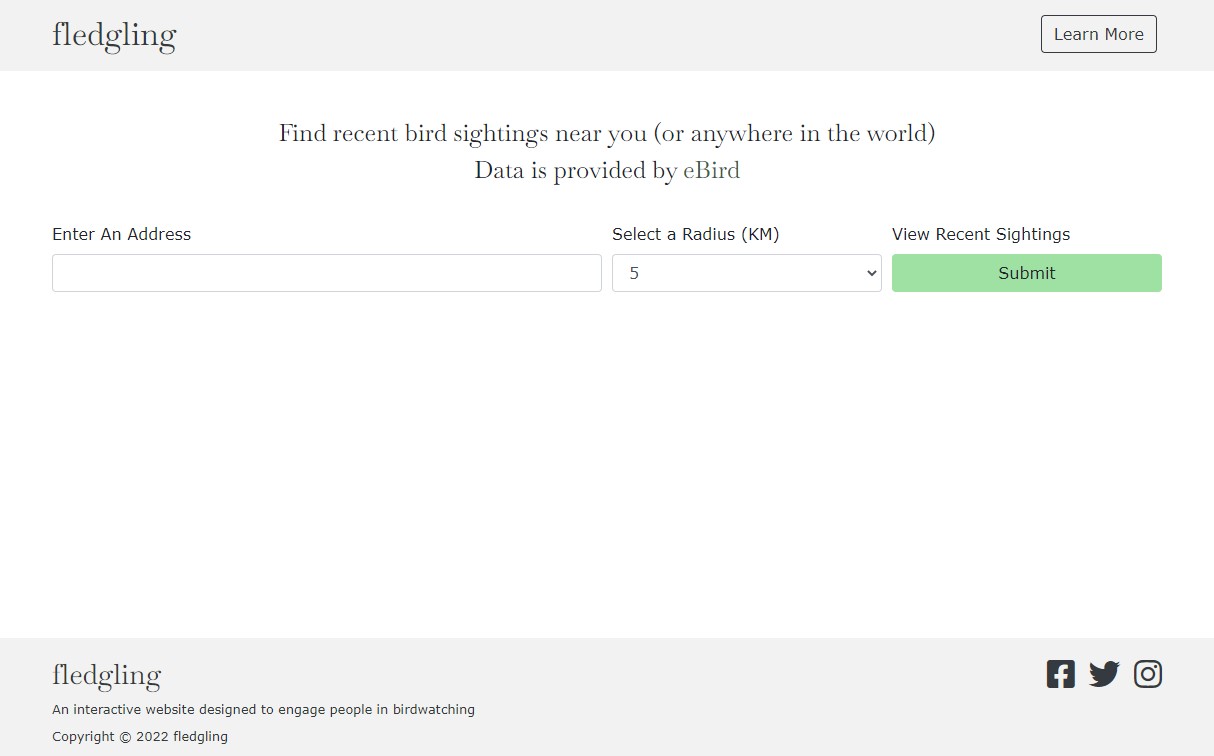 fledgling
Learn More
Find recent bird sightings near you (or anywhere in the world)
Data is provided by eBird
Enter An Address
Select a Radius (KM)
View Recent Sightings
5
Submit
fledgling
An interactive website designed to engage people in birdwatching
Copyright © 2022 fledgling